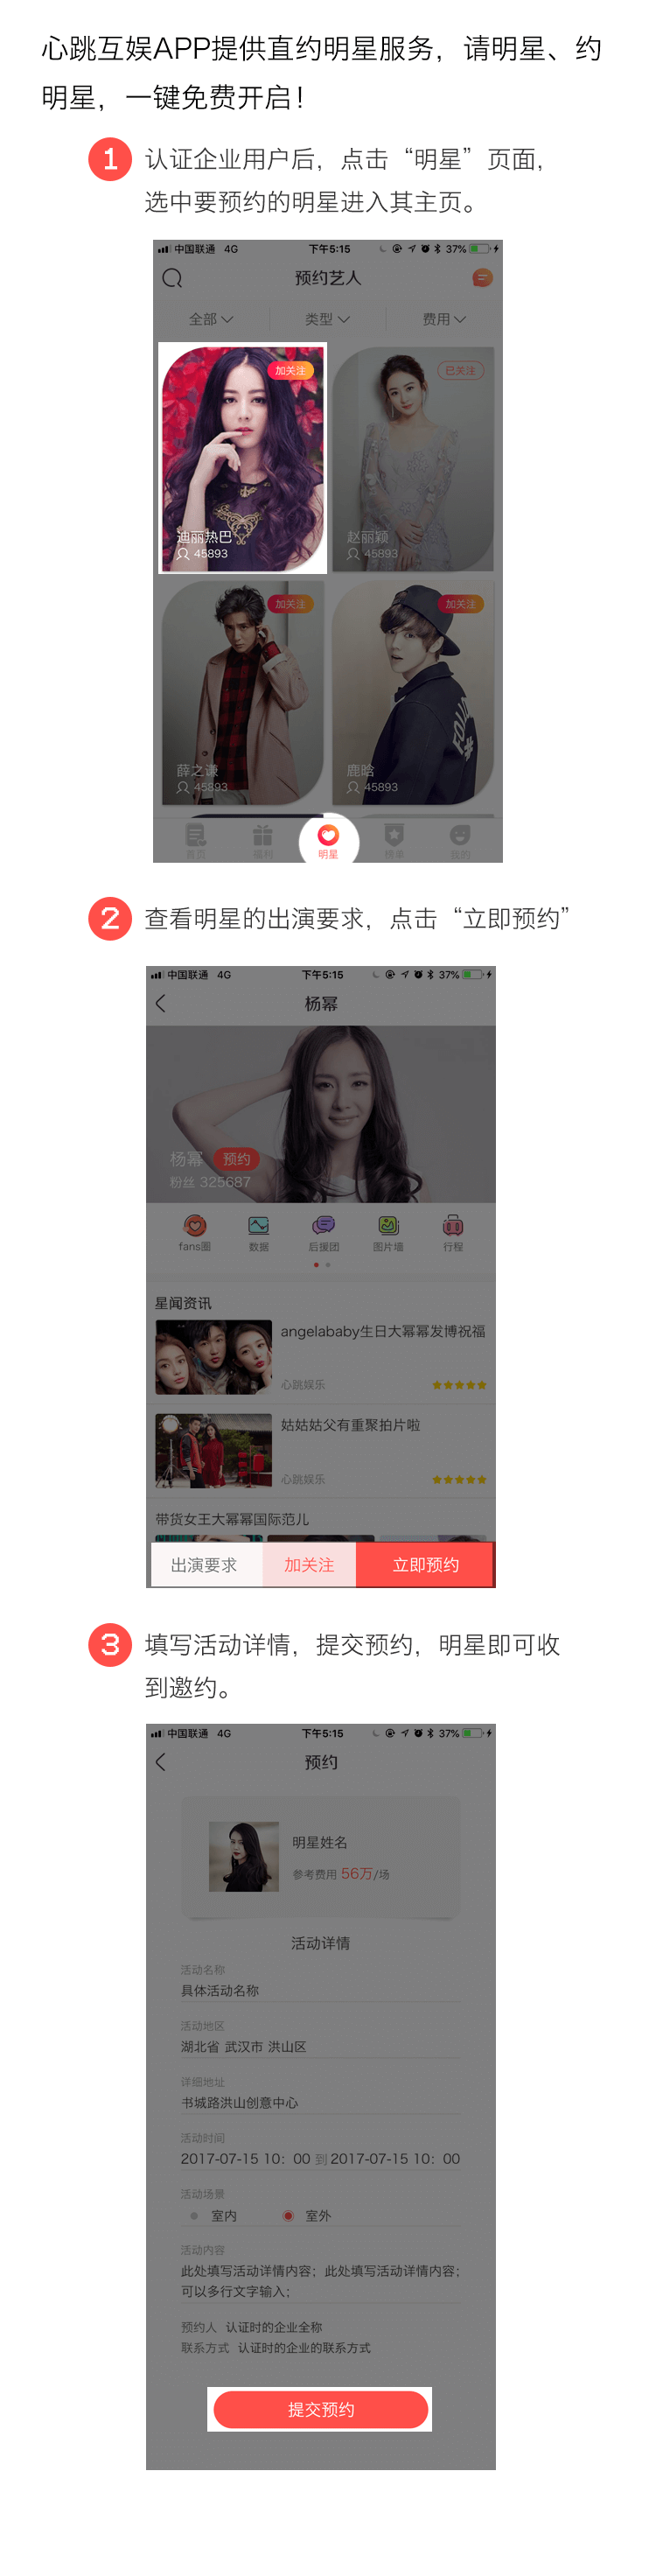 心跳互娱APP提供直约明星服务，请明星、约
明星，一键免费开启！
1 认证企业用户后，点击“明星”页面，
选中要预约的明星进入其主页。
中国联通 4G 下午5:15 37%
预约艺人
全部 类型 费用
加关注 已关注
迪丽热巴 赵丽颖
45893 45893
加关注 加关注
FOLLO
薛之谦 鹿晗
45893 45893
首页 福利 明星 榜单 我的
2 查看明星的出演要求，点击“立即预约”
中国联通 4G 下午5:15 37%
杨幂
杨幂 预约
粉丝 325687
fans圈 数据 后援团 图片墙 行程
星闻资讯
angelababy生日大幂幂发博祝福
心跳娱乐
姑姑姑父有重聚拍片啦
心跳娱乐
带货女王大幂幂国际范儿
出演要求 加关注 立即预约
3 填写活动详情，提交预约，明星即可收
到邀约。
中国联通 4G 下午5:15 37%
预约
明星姓名
参考费用 56万/场
活动详情
活动名称
具体活动名称
活动地区
湖北省 武汉市 洪山区
详细地址
书城路洪山创意中心
活动时间
2017-07-15 10：00 到 2017-07-15 10：00
活动场景
室内 室外
活动内容
此处填写活动详情内容；此处填写活动详情内容；
可以多行文字输入；
预约人 认证时的企业全称
联系方式 认证时的企业的联系方式
提交预约